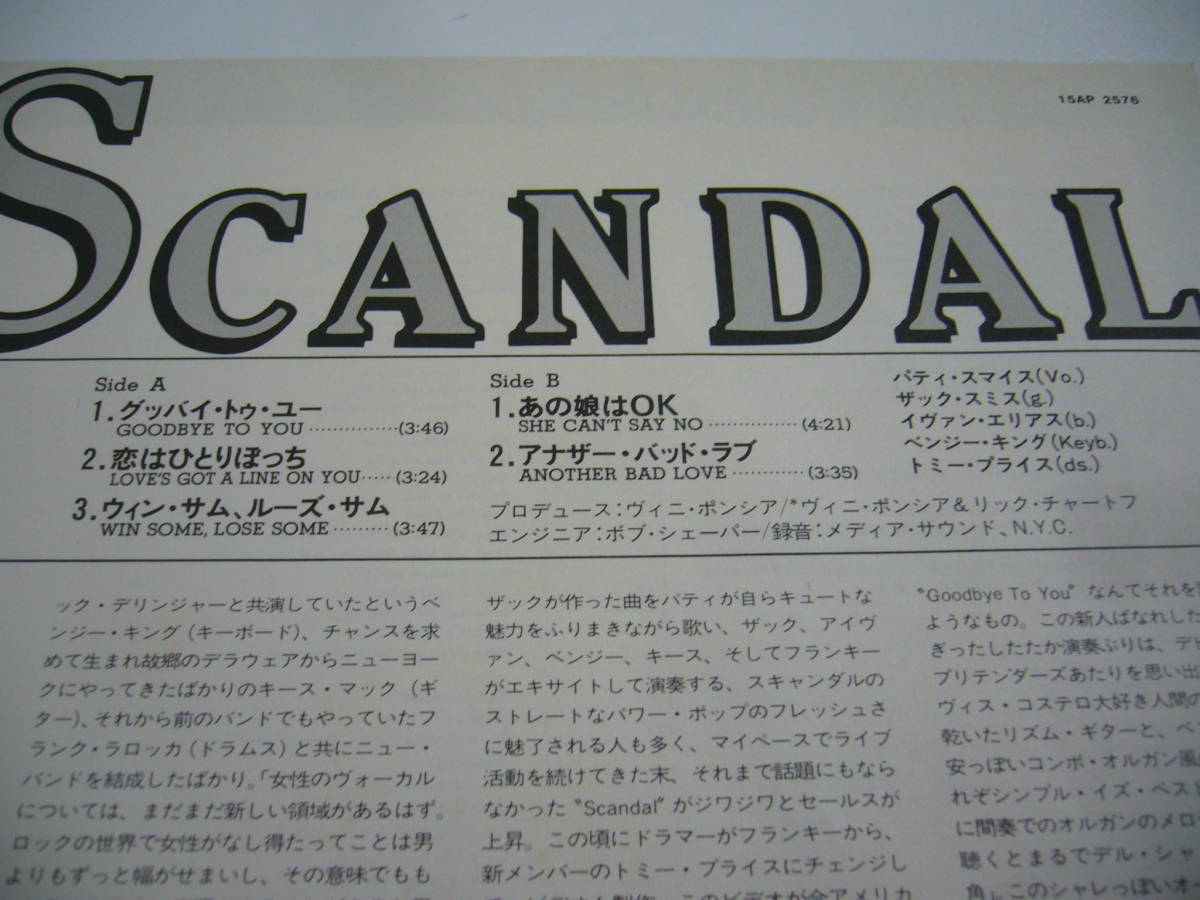 15AP 2576
SCANDAL
Side A
1.グッバイ・トゥ・ユー
GOODBYE TO YOU ……………(3:46)
2.恋はひとりぼっち
LOVE'S GOT A LINE ON YOU……(3:24)
3.ウィン・サム、ルーズ・サム
WIN SOME, LOSE SOME ………(3:47)
Side B
1.あの娘はOK
SHE CAN'T SAY NO ……………(4:21)
2.アナザー・バッド・ラブ
ANOTHER BAD LOVE …………(3:35)
パティ・スマイス(Vo.)
ザック・スミス(g.)
イヴァン・エリアス(b.)
ベンジー・キング(Keyb.)
トミー・プライス(ds.)
プロデュース:ヴィニ・ポンシア/*ヴィニ・ポンシア&リック・チャートフ
エンジニア:ボブ・シェーパー/録音:メディア・サウンド、N.Y.C.
ック・デリンジャーと共演していたというベ
ンジー・キング(キーボード)、チャンスを求
めて生まれ故郷のデラウェアからニューヨー
クにやってきたばかりのキース・マック(ギ
ター)、それから前のバンドでもやっていたフ
ランク・ラロッカ(ドラムス)と共にニュー・
バンドを結成したばかり。「女性のヴォーカル
については、まだまだ新しい領域があるはず。
ロックの世界で女性がなし得たってことは男
よりもずっと幅がせまいし、その意味でもも
ザックが作った曲をパティが自らキュートな
魅力をふりまきながら歌い、ザック、アイヴ
ァン、ベンジー、キース、そしてフランキー
がエキサイトして演奏する、スキャンダルの
ストレートなパワー・ポップのフレッシュさ
に魅了される人も多く、マイペースでライブ
活動を続けてきた末、それまで話題にもなら
なかった〝Scandal〞がジワジワとセールスが
上昇。この頃にドラマーがフランキーから、
新メンバーのトミー・プライスにチェンジし
〝Goodbye To You〞なんてそれを
ようなもの。この新人ばなれした
ぎったしたたか演奏ぶりは、デ
プリテンダーズあたりを思い出
ヴィス・コステロ大好き人間の
乾いたリズム・ギターと、ベ
安っぽいコンポ・オルガン風
れぞシンプル・イズ・ベスト
に間奏でのオルガンのメロ
聴くとまるでデル・シャ
角。このシャレっぽいオー